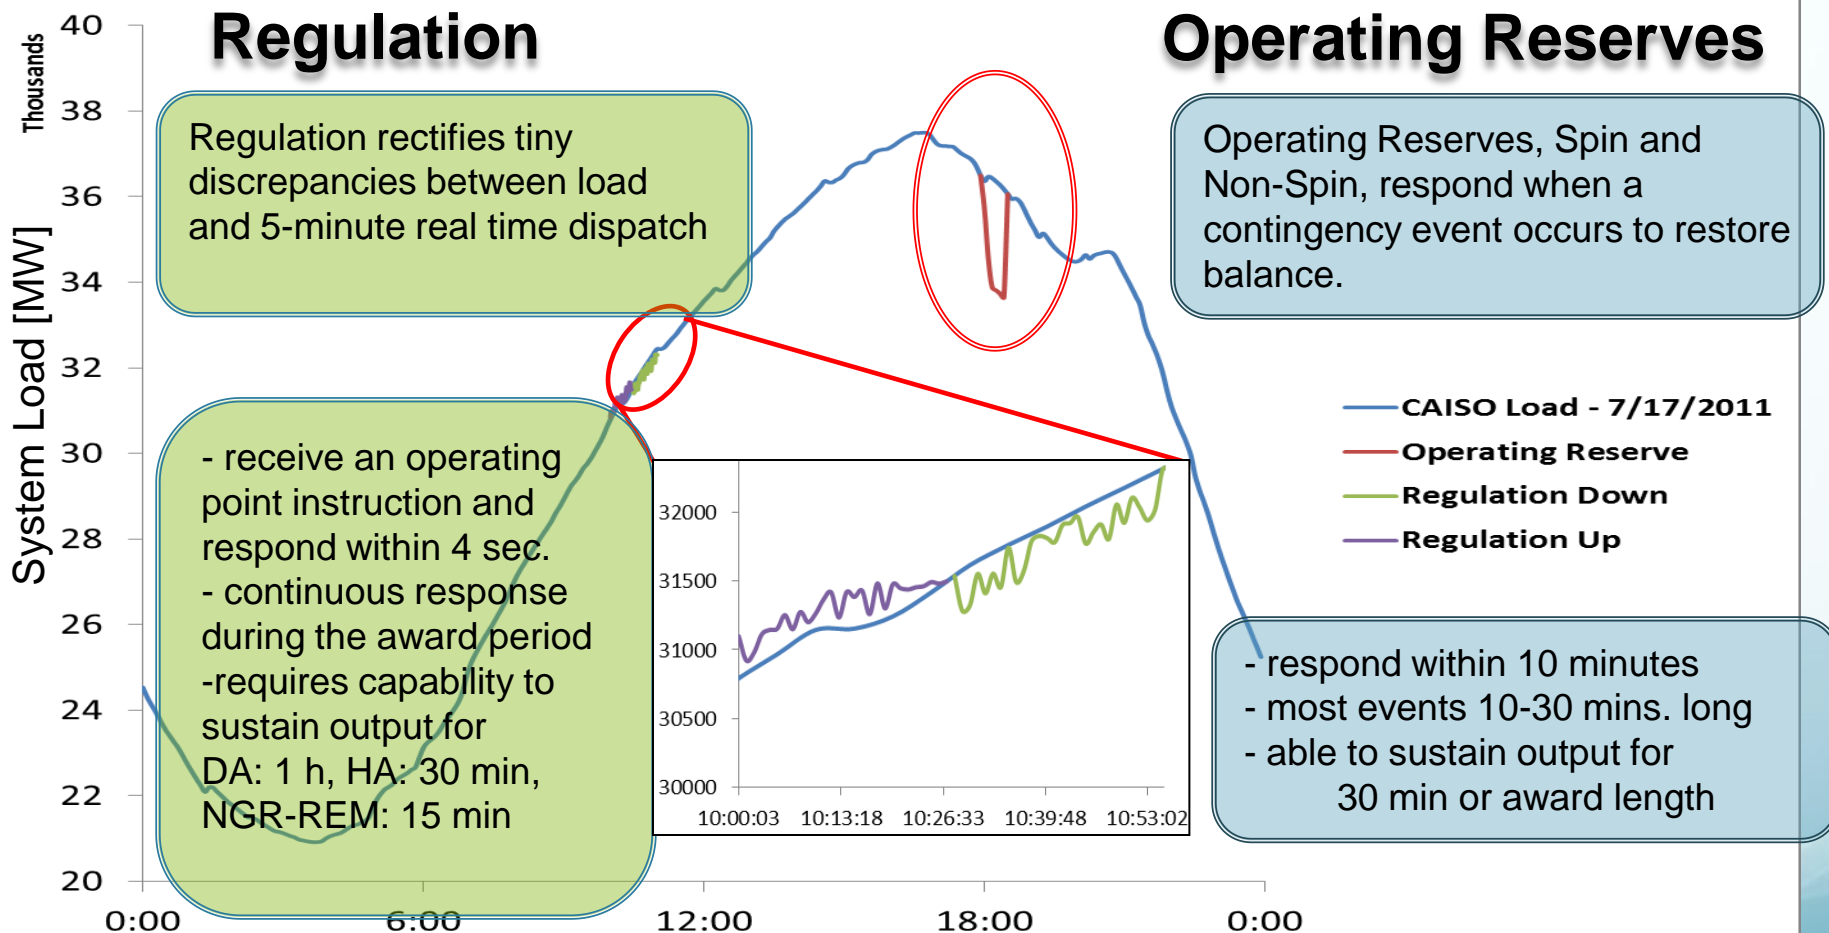 Regulation
Operating Reserves
Thousands
System Load [MW]
40
38
36
34
32
30
28
26
24
22
20
0:00
6:00
12:00
18:00
0:00
Regulation rectifies tiny
discrepancies between load
and 5-minute real time dispatch
Operating Reserves, Spin and
Non-Spin, respond when a
contingency event occurs to restore
balance.
- receive an operating
point instruction and
respond within 4 sec.
- continuous response
during the award period
-requires capability to
sustain output for
DA: 1 h, HA: 30 min,
NGR-REM: 15 min
32000
31500
31000
30500
30000
10:00:03
10:13:18
10:26:33
10:39:48
10:53:02
CAISO Load - 7/17/2011
Operating Reserve
Regulation Down
Regulation Up
- respond within 10 minutes
- most events 10-30 mins. long
- able to sustain output for
30 min or award length